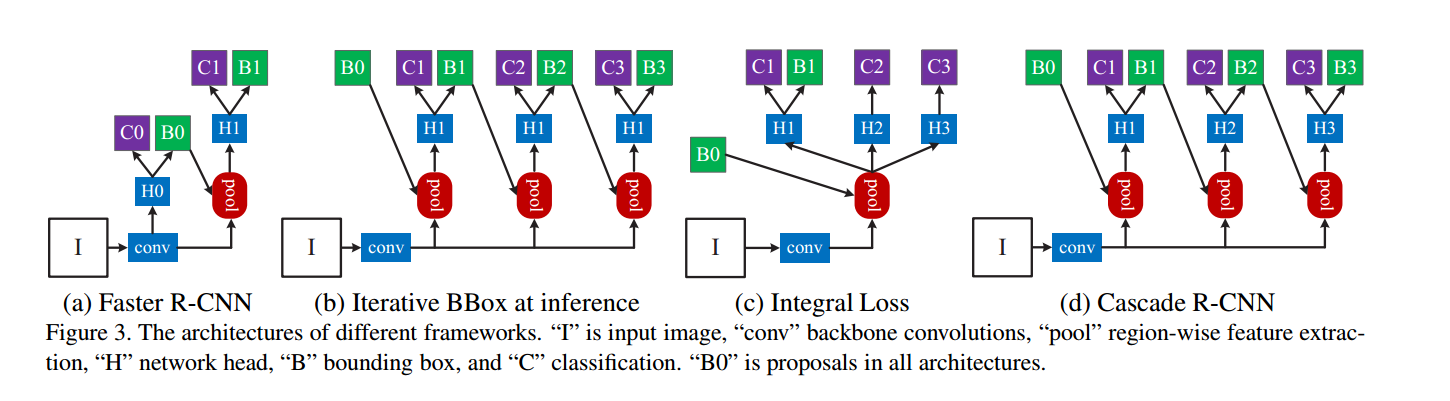 C1 B1 B0 C1 B1 C2 B2 C3 B3 C1 B1 C2 C3 B0 C1 B1 C2 B2 C3 B3
C0 B0 H1 H1 H1 H1 H1 H2 H3 H1 H2 H3
B0
H0 pool pool pool pool pool pool pool pool
I conv I conv I conv I conv
(a) Faster R-CNN (b) Iterative BBox at inference (c) Integral Loss (d) Cascade R-CNN
Figure 3. The architectures of different frameworks. “I” is input image, “conv” backbone convolutions, “pool” region-wise feature extrac-
tion, “H” network head, “B” bounding box, and “C” classification. “B0” is proposals in all architectures.